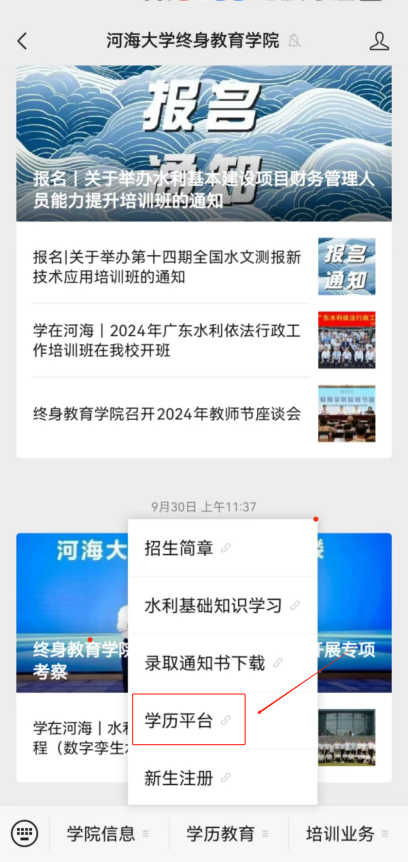 河海大学终身教育学院
报名
通知
报名|关于举办水利基本建设项目财务管理人
员能力提升培训班的通知
报名|关于举办第十四期全国水文测报新
技术应用培训班的通知
报名
通知
学在河海丨2024年广东水利依法行政工
作培训班在我校开班
终身教育学院召开2024年教师节座谈会
9月30日 上午11:37
河海大
终身教育学院
开展专项
考察
学在河海丨水利
程（数字孪生
招生简章
水利基础知识学习
录取通知书下载
学历平台
新生注册
学院信息
学历教育
培训业务